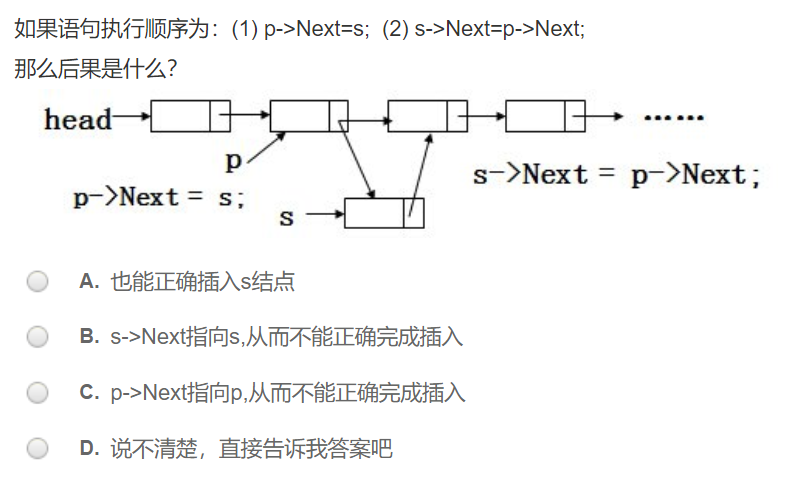 如果语句执行顺序为：(1) p->Next=s;  (2) s->Next=p->Next;
那么后果是什么？
head
……
p
s->Next = p->Next;
p->Next = s;
s
A. 也能正确插入s结点
B. s->Next指向s,从而不能正确完成插入
C. p->Next指向p,从而不能正确完成插入
D. 说不清楚，直接告诉我答案吧